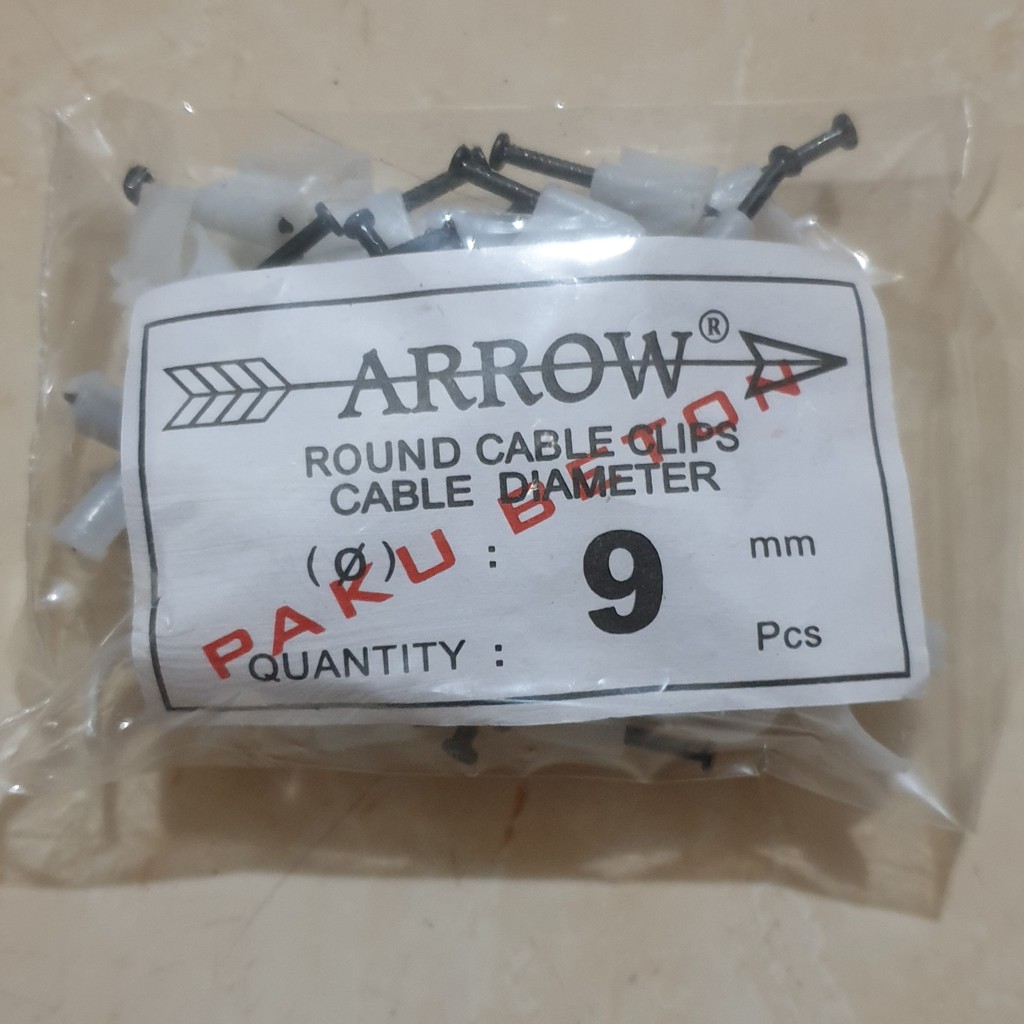 ARROW®
ROUND CABLE CLIPS
CABLE DIAMETER
(Ø) : 9 mm
QUANTITY : Pcs
PAKU BETON